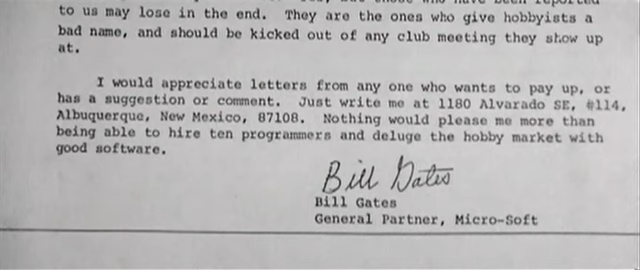 to us may lose in the end. They are the ones who give hobbyists a
bad name, and should be kicked out of any club meeting they show up
at.
I would appreciate letters from any one who wants to pay up, or
has a suggestion or comment. Just write me at 1180 Alvarado SE, #114,
Albuquerque, New Mexico, 87108. Nothing would please me more than
being able to hire ten programmers and deluge the hobby market with
good software.
Bill Gates
Bill Gates
General Partner, Micro-Soft